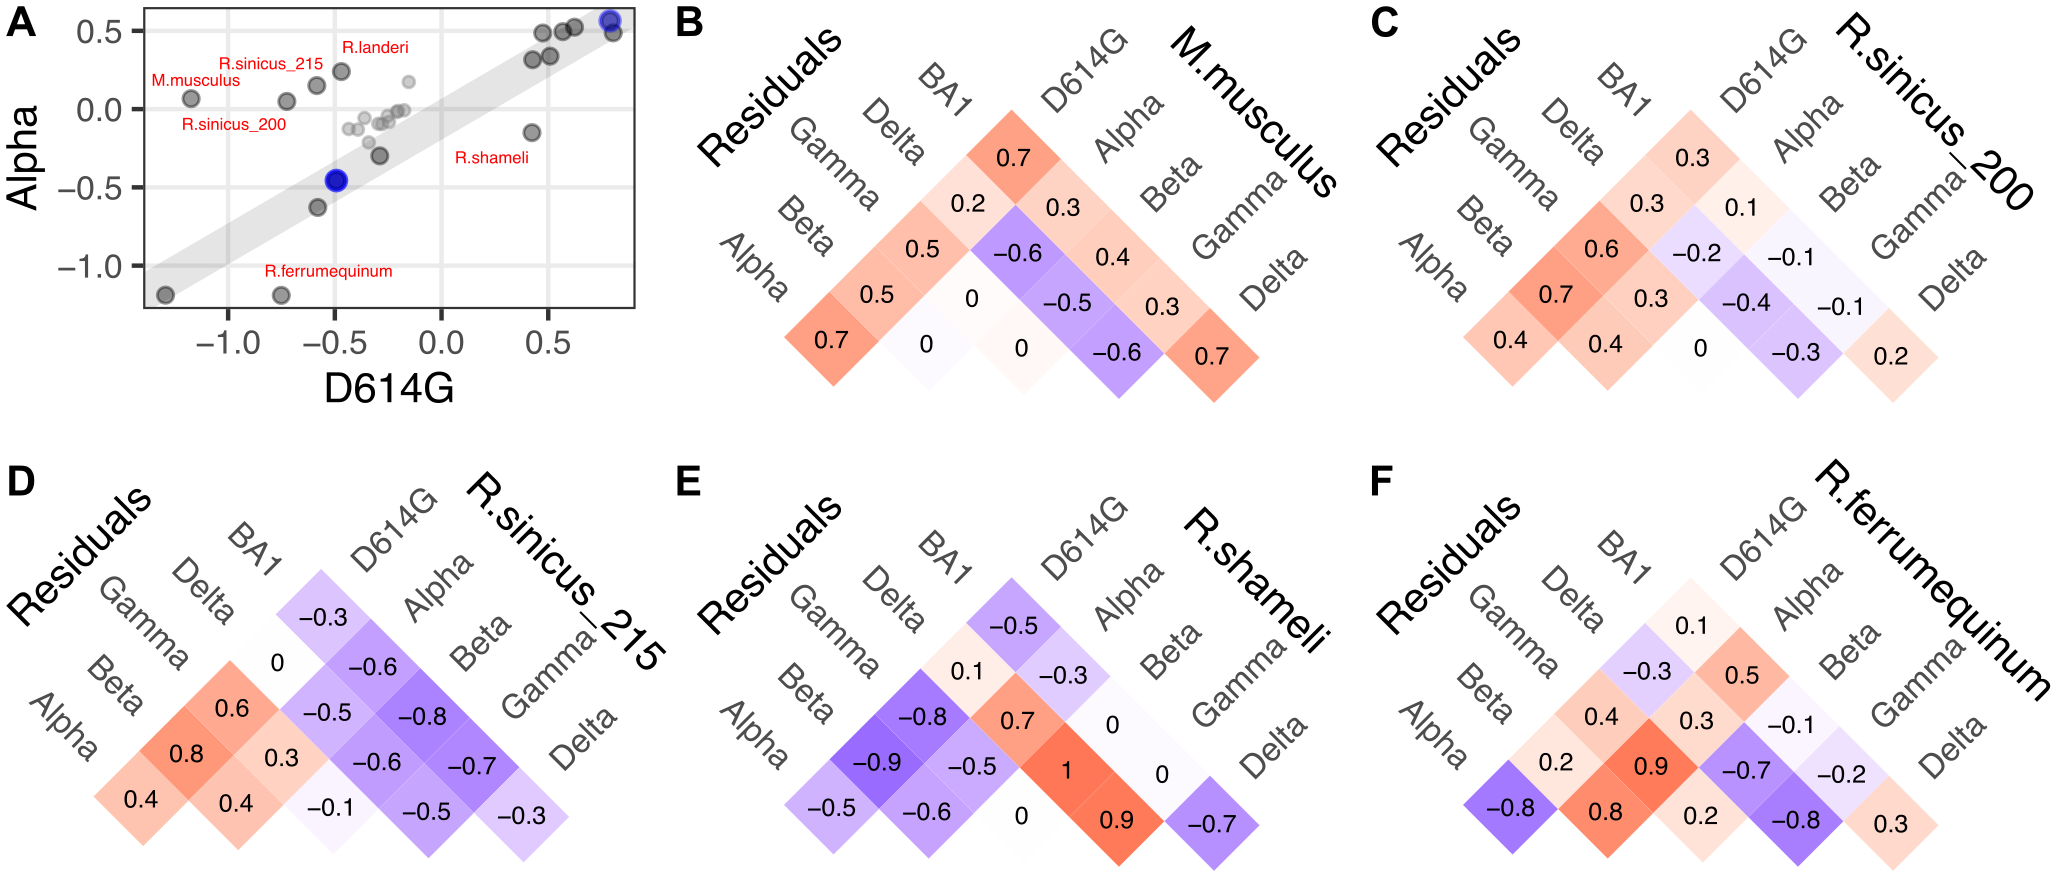 A
Alpha
0.5
0.0
−0.5
−1.0
R.landeri
R.sinicus_215
M.musculus
R.sinicus_200
R.shameli
R.ferrumequinum
−1.0 −0.5 0.0 0.5
D614G
B
Residuals
M.musculus
BA1
Delta
Gamma
Beta
Alpha
D614G
Alpha
Beta
Gamma
Delta
0.7
0.2 0.3
0.5 −0.6 0.4
0.5 0 −0.5 0.3
0.7 0 0 −0.6 0.7
C
Residuals
R.sinicus_200
BA1
Delta
Gamma
Beta
Alpha
D614G
Alpha
Beta
Gamma
Delta
0.3
0.3 0.1
0.6 −0.2 −0.1
0.7 0.3 −0.4 −0.1
0.4 0.4 0 −0.3 0.2
D
Residuals
R.sinicus_215
BA1
Delta
Gamma
Beta
Alpha
D614G
Alpha
Beta
Gamma
Delta
−0.3
0 −0.6
0.6 −0.5 −0.8
0.8 0.3 −0.6 −0.7
0.4 0.4 −0.1 −0.5 −0.3
E
Residuals
R.shameli
BA1
Delta
Gamma
Beta
Alpha
D614G
Alpha
Beta
Gamma
Delta
−0.5
0.1 −0.3
−0.8 0.7 0
−0.9 −0.5 1 0
−0.5 −0.6 0 0.9 −0.7
F
Residuals
R.ferrumequinum
BA1
Delta
Gamma
Beta
Alpha
D614G
Alpha
Beta
Gamma
Delta
0.1
−0.3 0.5
0.4 0.3 −0.1
0.2 0.9 −0.7 −0.2
−0.8 0.8 0.2 −0.8 0.3